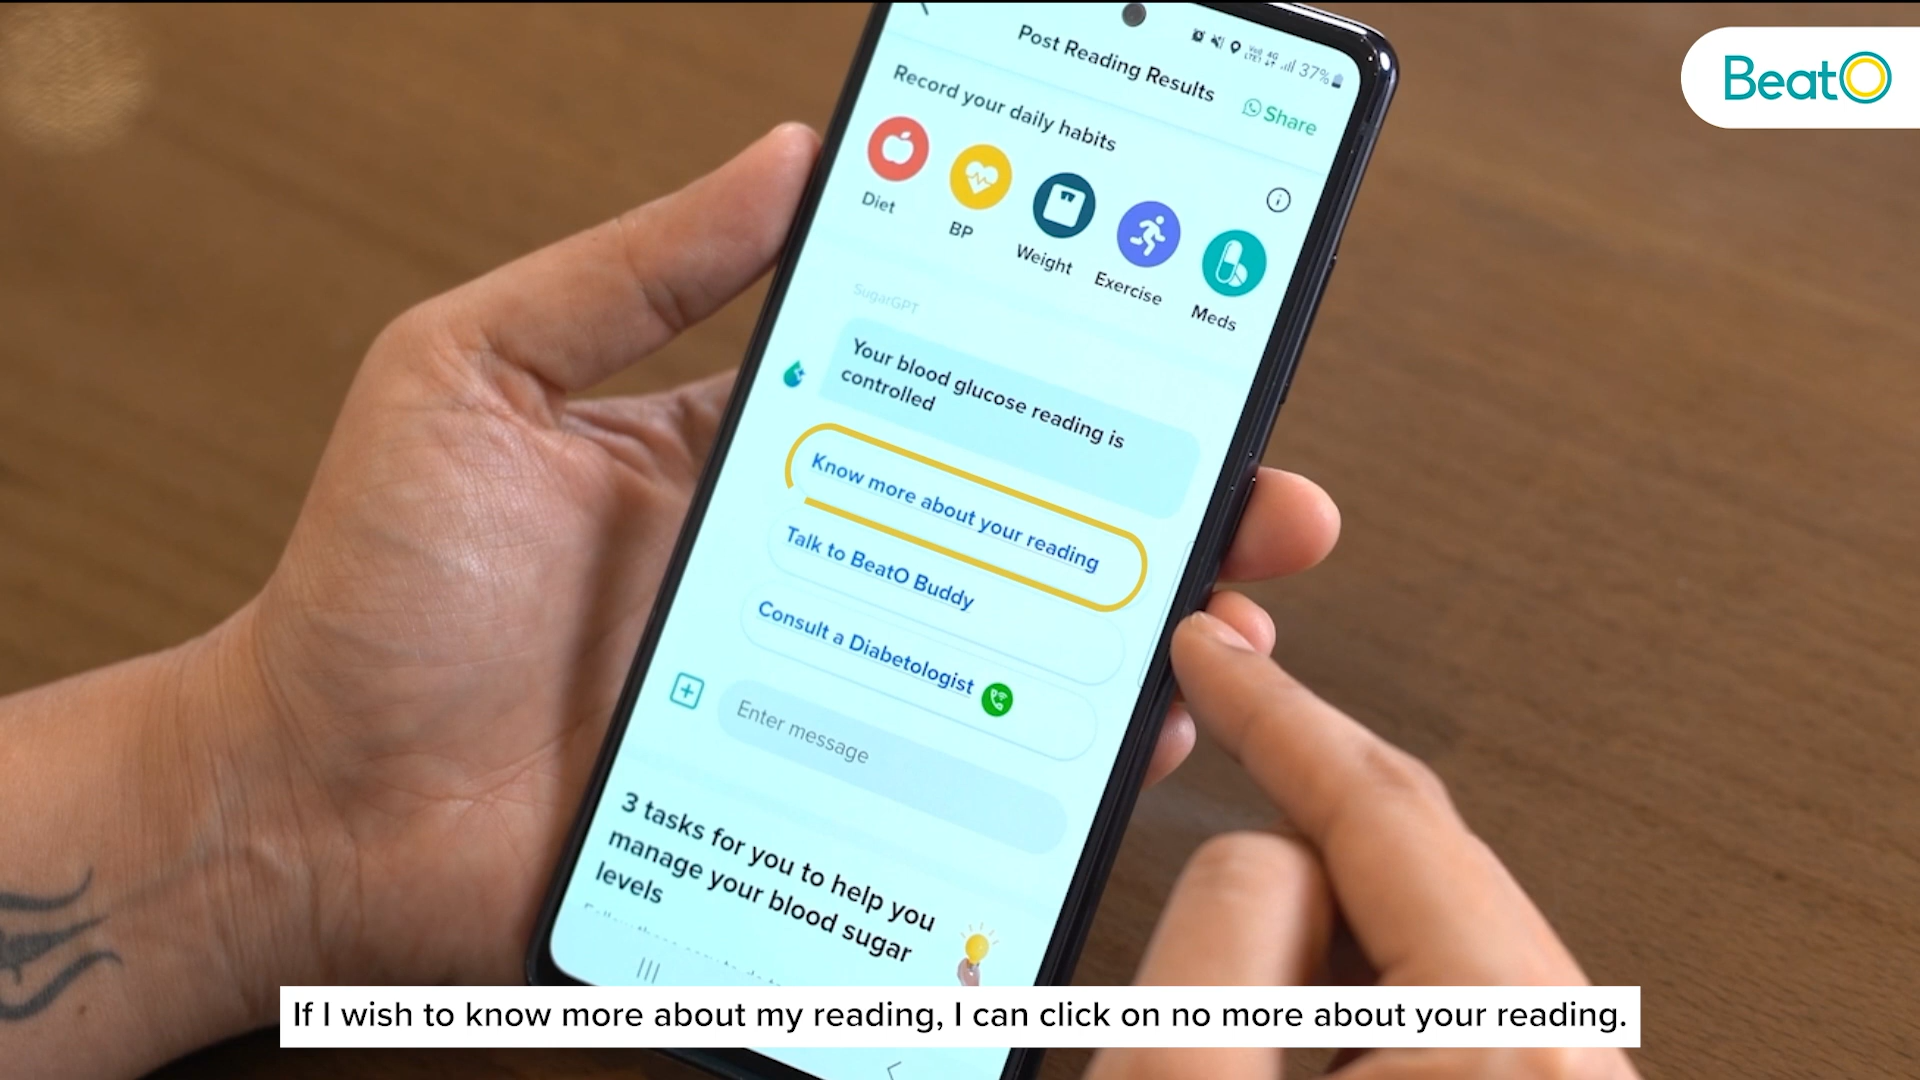 BeatO
37%
Post Reading Results
Share
Record your daily habits
Diet
BP
Weight
Exercise
Meds
SugarGPT
Your blood glucose reading is
controlled
Know more about your reading
Talk to BeatO Buddy
Consult a Diabetologist
Enter message
3 tasks for you to help you
manage your blood sugar
levels
If I wish to know more about my reading, I can click on no more about your reading.